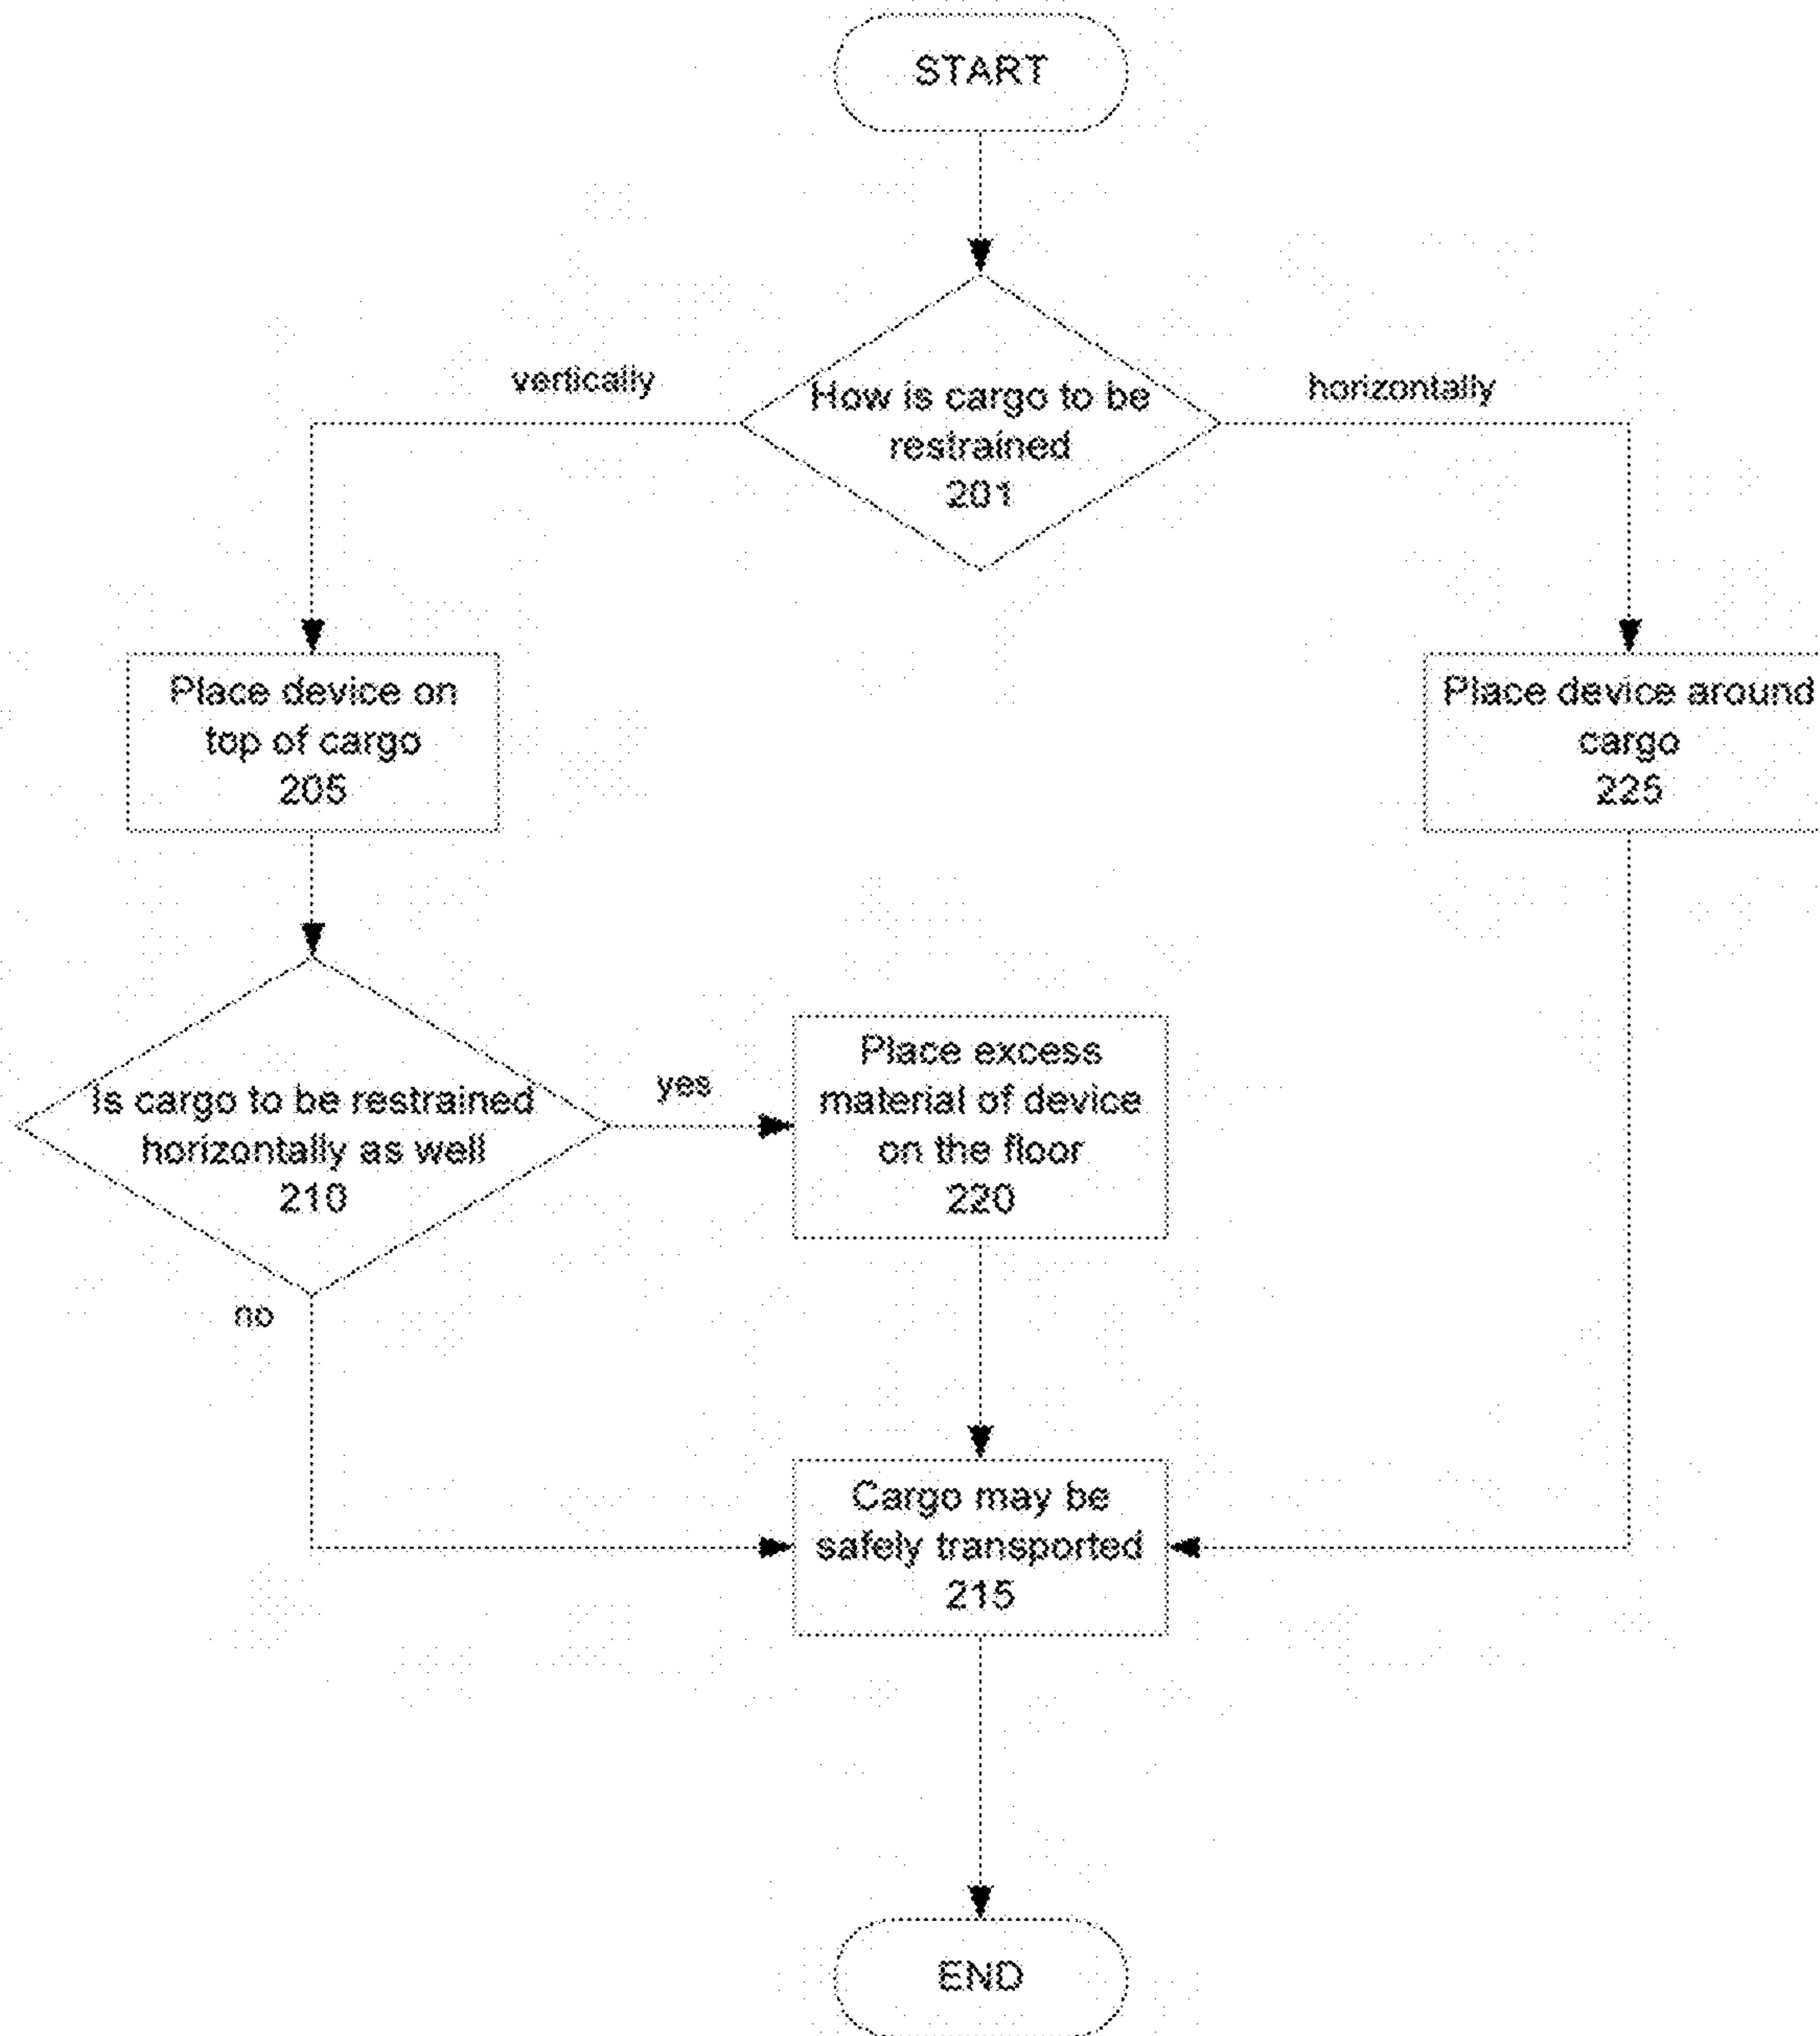 START
How is cargo to be
restrained
201
vertically
horizontally
Place device on
top of cargo
205
Place device around
cargo
225
Is cargo to be restrained
horizontally as well
210
yes
no
Place excess
material of device
on the floor
220
Cargo may be
safely transported
215
END